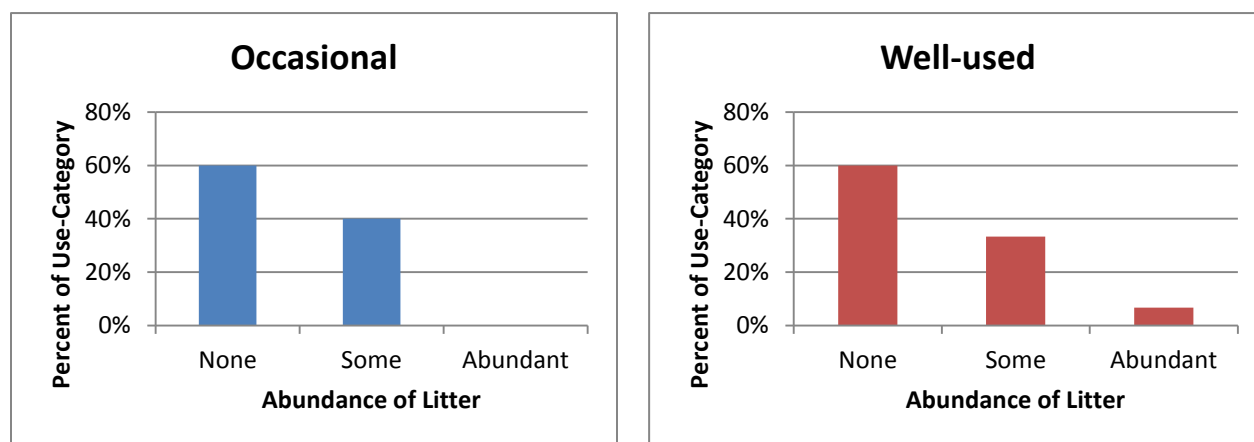 Occasional
Percent of Use-Category
80%
60%
40%
20%
0%
None Some Abundant
Abundance of Litter
Well-used
Percent of Use-Category
80%
60%
40%
20%
0%
None Some Abundant
Abundance of Litter